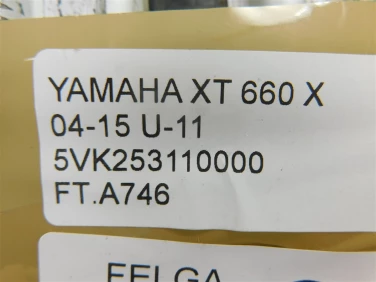 YAMAHA XT 660 X
04-15 U-11
5VK253110000
FT.A746
FELGA